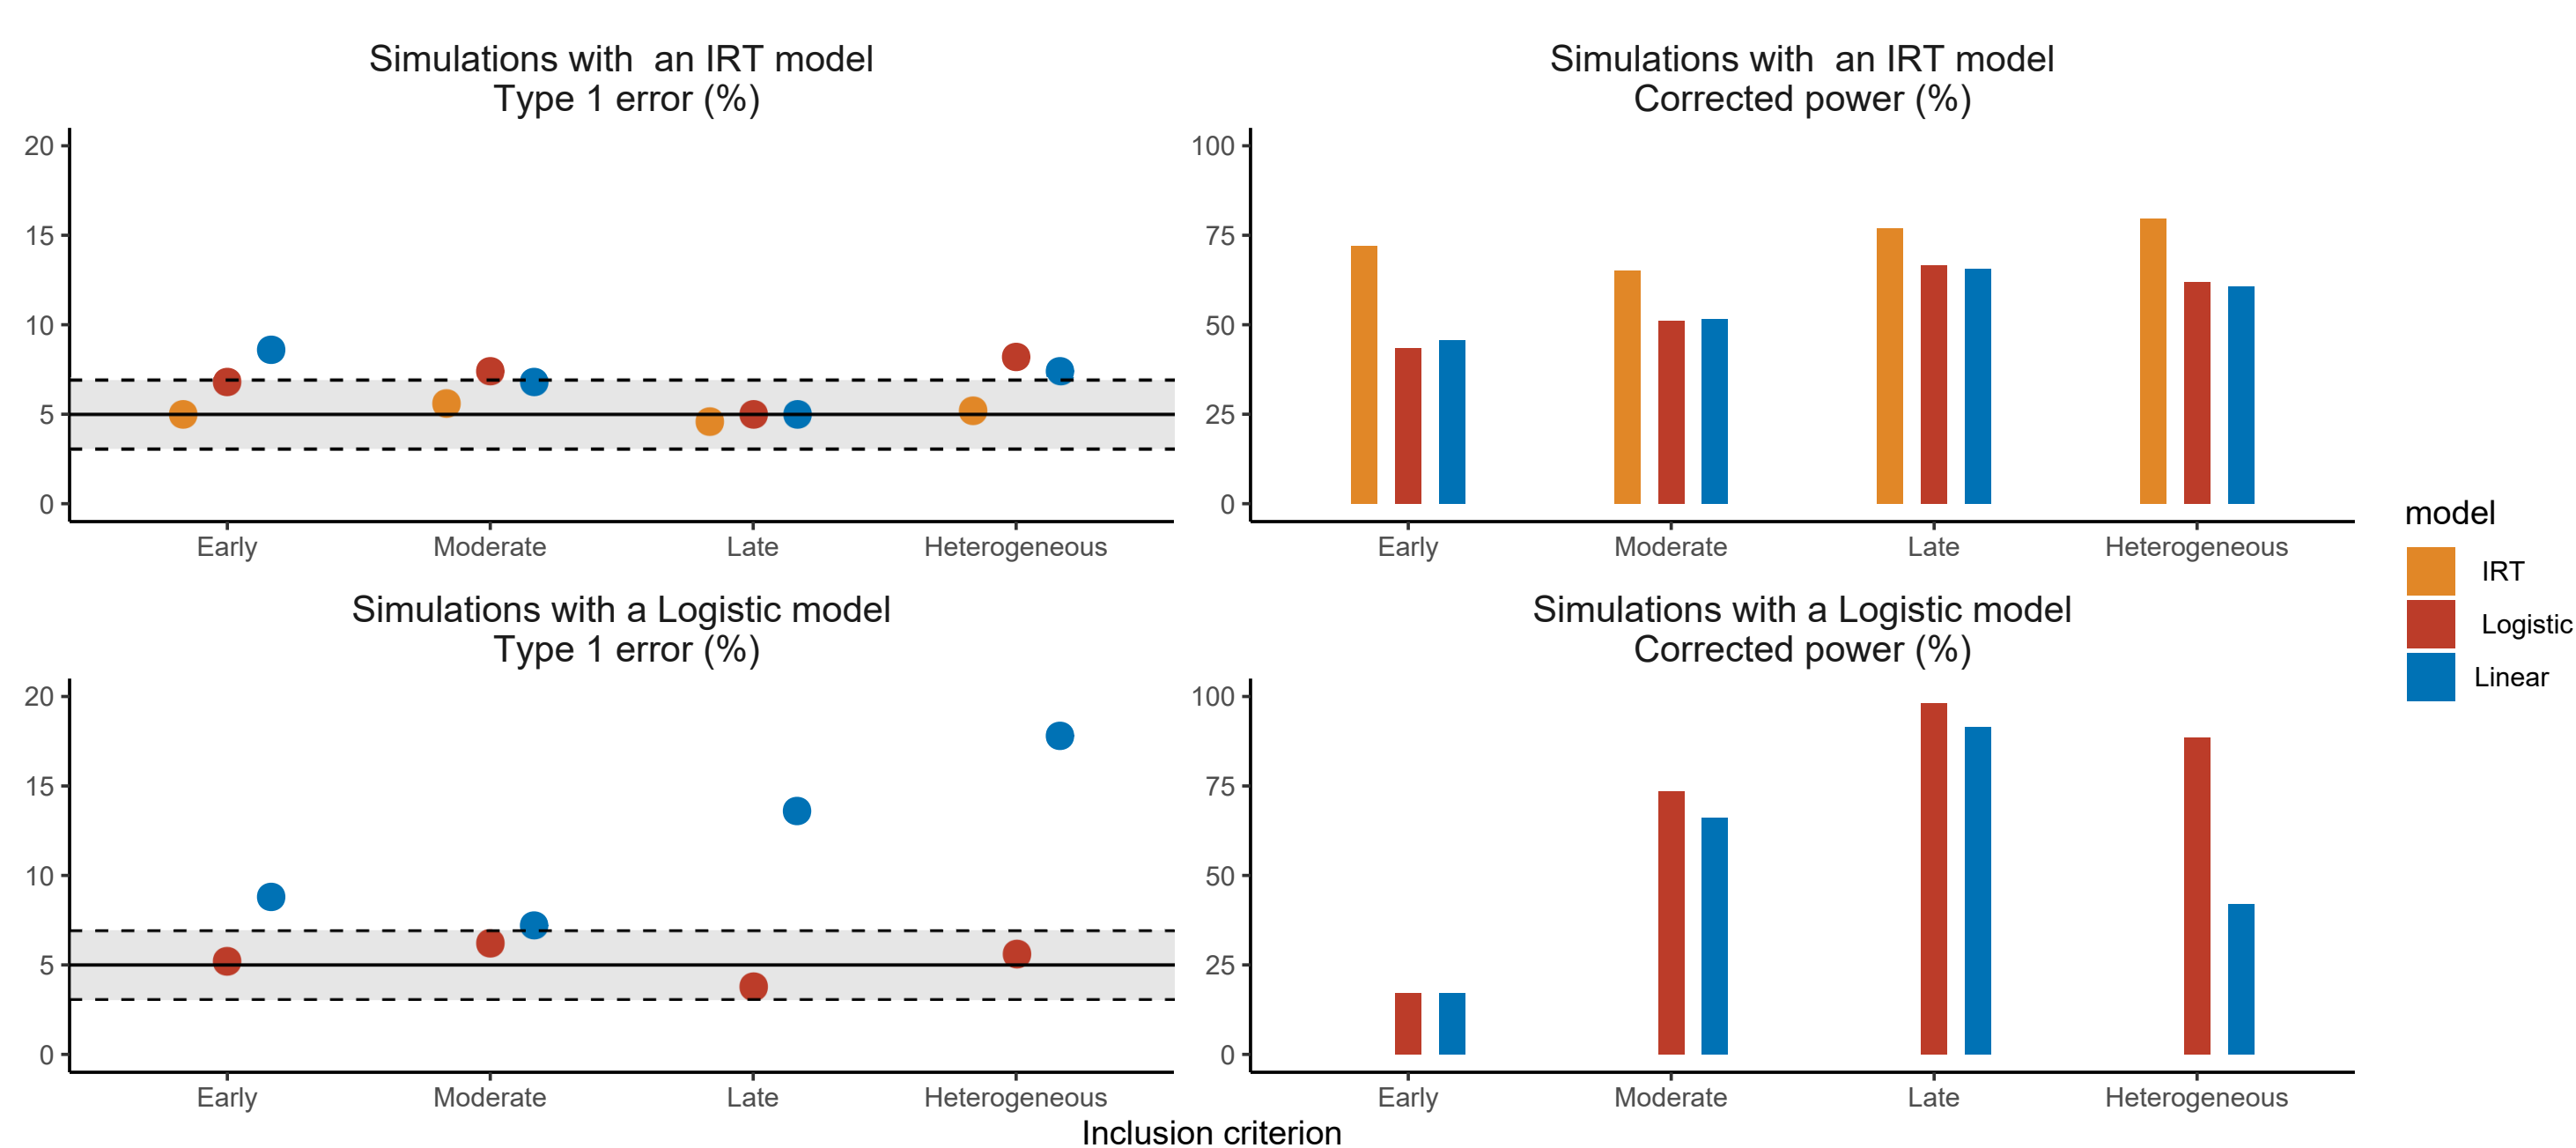 Simulations with  an IRT model
Type 1 error (%)
20
15
10
5
0
Early Moderate Late Heterogeneous
Simulations with  an IRT model
Corrected power (%)
100
75
50
25
0
Early Moderate Late Heterogeneous
Simulations with a Logistic model
Type 1 error (%)
20
15
10
5
0
Early Moderate Late Heterogeneous
Simulations with a Logistic model
Corrected power (%)
100
75
50
25
0
Early Moderate Late Heterogeneous
Inclusion criterion
model
IRT
Logistic
Linear